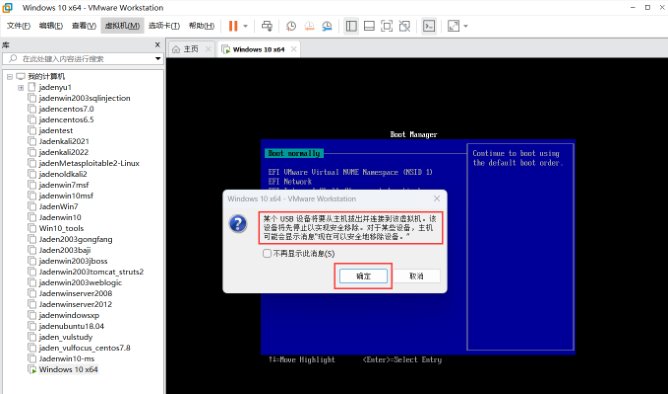 Windows 10 x64 - VMware Workstation
文件(F) 编辑(E) 查看(V) 虚拟机(M) 选项卡(T) 帮助(H)
库
在此处键入内容进行搜索
主页
Windows 10 x64
我的计算机
jadenyu1
jadenwin2003sqlinjection
jadencentos7.0
jadencentos6.5
jadentest
Jadenkali2021
jadenkali2022
jadenMetasploitable2-Linux
jadenoldkali2
jadenwin7msf
jadenwin10msf
JadenWin7
Jadenwin10
Win10_tools
Jaden2003gongfang
Jaden2003baji
jadenwin2003jboss
Jadenwin2003tomcat_struts2
jadenwin2003weblogic
Jadenwinserver2008
Jadenwinserver2012
jadenwindowsxp
jadenubuntu18.04
jaden_vulstudy
jaden_vulfocus_centos7.8
Jadenwin10-ms
Windows 10 x64
Boot Manager
Boot normally
EFI VMware Virtual NVME Namespace (NSID 1)
EFI Network
Continue to boot using
the default boot order.
Windows 10 x64 - VMware Workstation
某个 USB 设备将要从主机拔出并连接到该虚拟机。该
设备将先停止以实现安全移除。对于某些设备，主机
可能会显示消息“现在可以安全地移除设备。”
不再显示此消息(S)
确定
取消
↑↓=Move Highlight
<Enter>=Select Entry